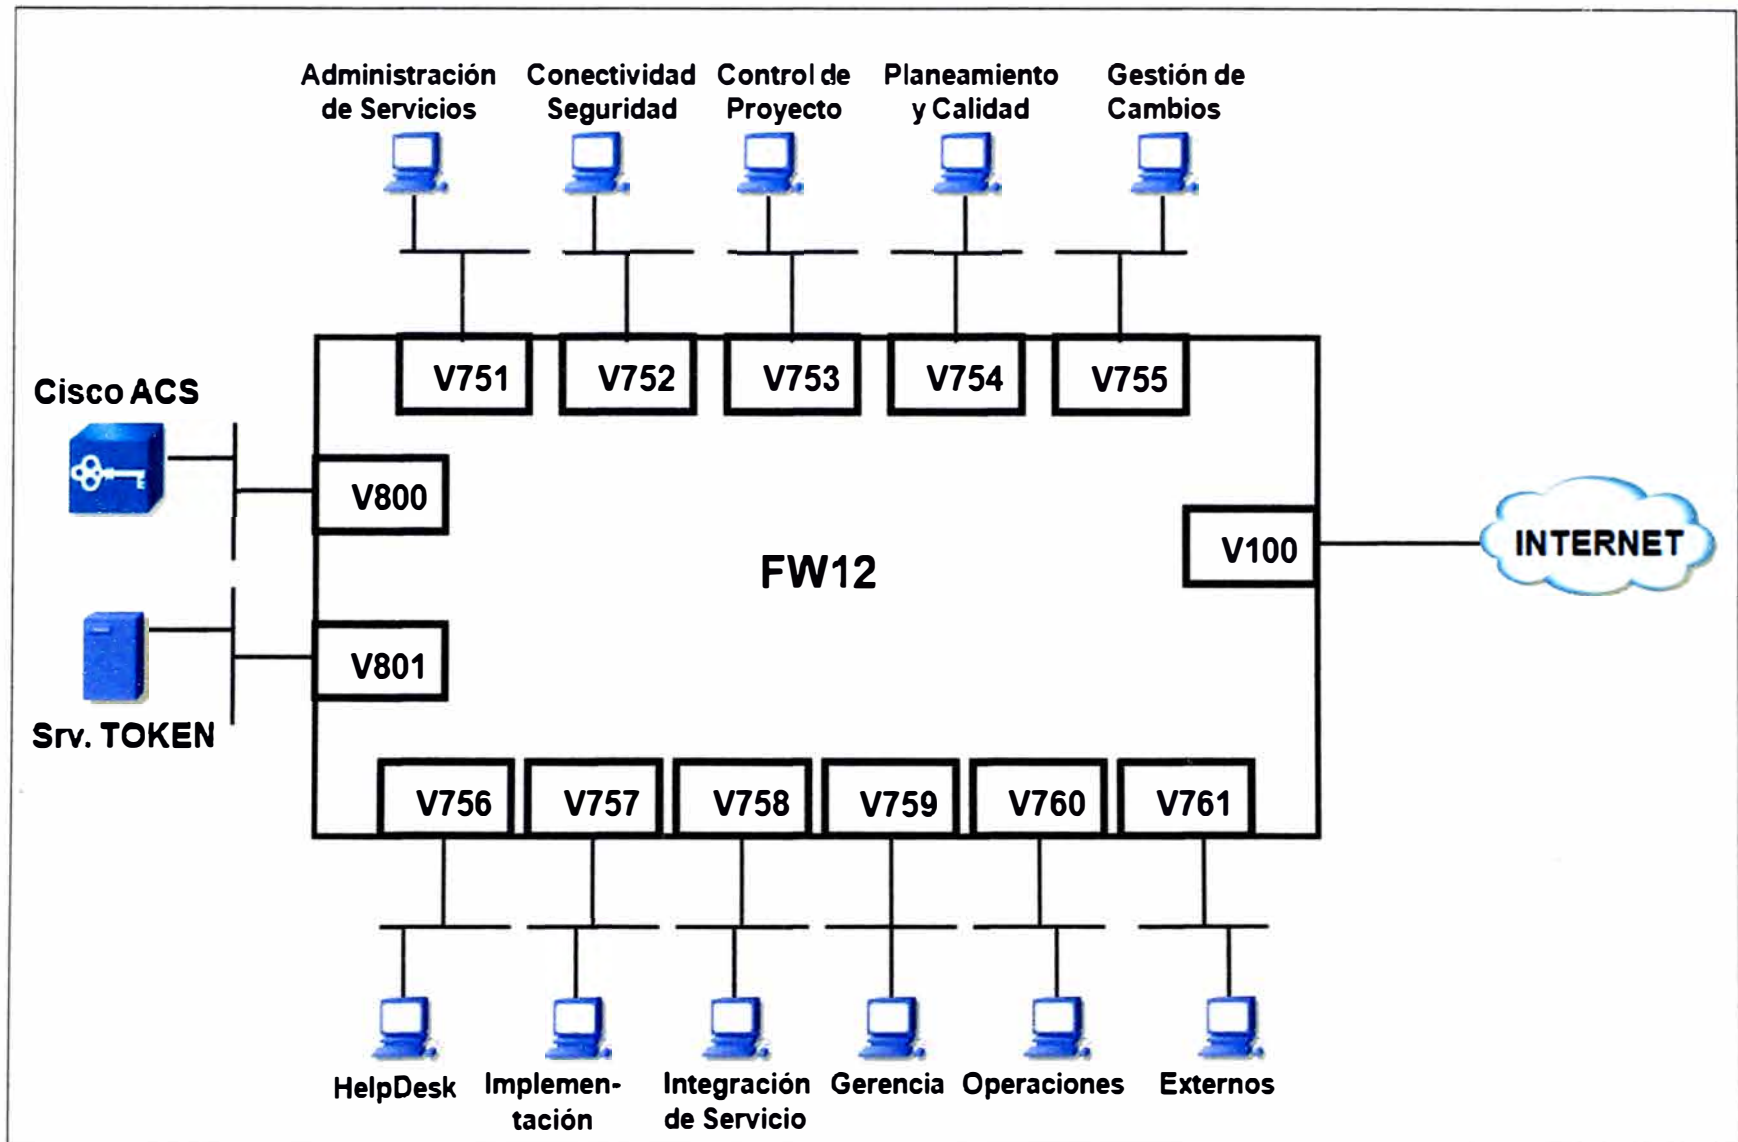 Administración
de Servicios
Conectividad
Seguridad
Control de
Proyecto
Planeamiento
y Calidad
Gestión de
Cambios
V751
V752
V753
V754
V755
Cisco ACS
V800
V100
INTERNET
FW12
V801
Srv. TOKEN
V756
V757
V758
V759
V760
V761
HelpDesk
Implemen-
tación
Integración
de Servicio
Gerencia
Operaciones
Externos